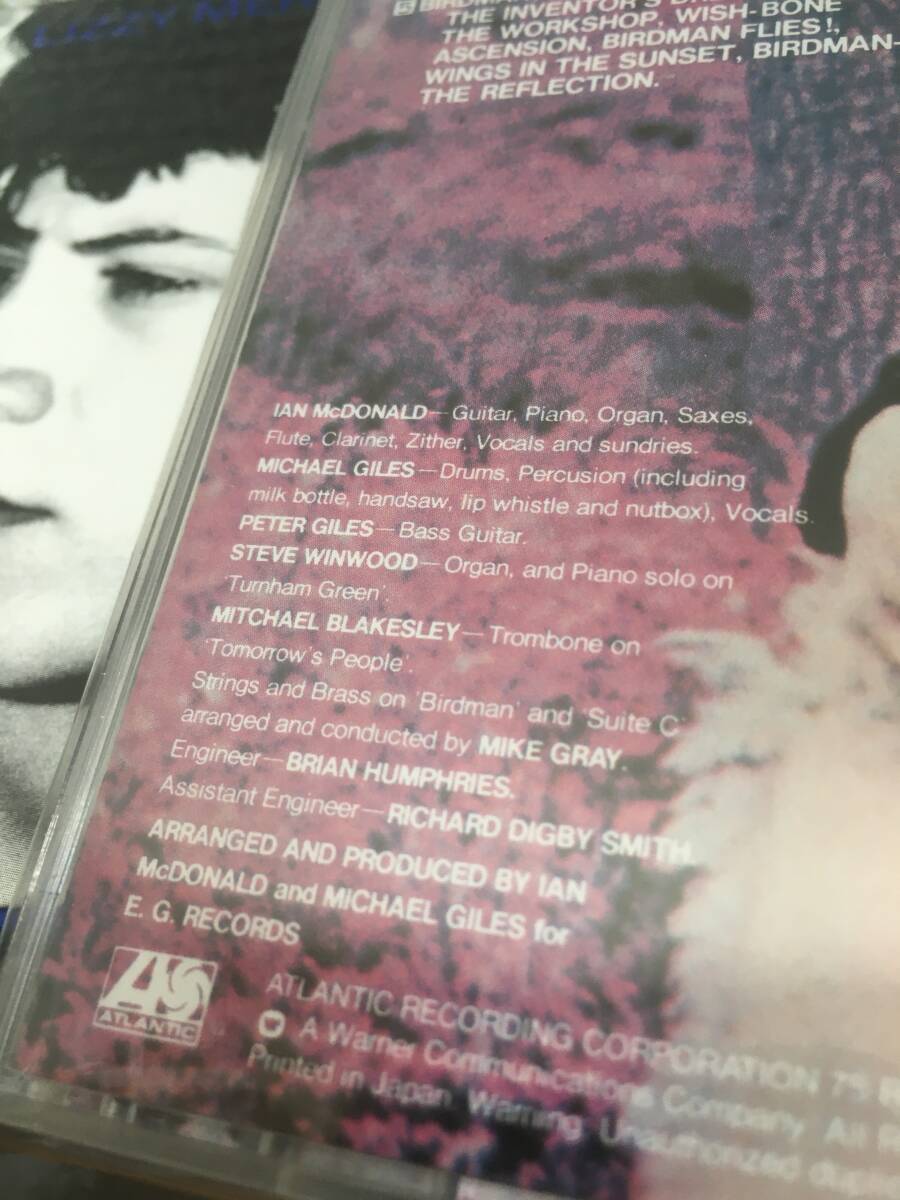 LIZZY MER
5 BIRDMAN
THE INVENTOR'S
THE WORKSHOP, WISH-BONE
ASCENSION, BIRDMAN FLIES!,
WINGS IN THE SUNSET, BIRDMAN–
THE REFLECTION.
IAN McDONALD—Guitar, Piano, Organ, Saxes,
Flute, Clarinet, Zither, Vocals and sundries.
MICHAEL GILES—Drums, Percusion (including
milk bottle, handsaw, lip whistle and nutbox), Vocals.
PETER GILES—Bass Guitar.
STEVE WINWOOD—Organ, and Piano solo on
'Turnham Green'.
MITCHAEL BLAKESLEY—Trombone on
'Tomorrow's People'.
Strings and Brass on 'Birdman' and 'Suite C'
arranged and conducted by MIKE GRAY.
Engineer—BRIAN HUMPHRIES.
Assistant Engineer—RICHARD DIGBY SMITH.
ARRANGED AND PRODUCED BY IAN
McDONALD and MICHAEL GILES for
E. G. RECORDS
ATLANTIC
ATLANTIC RECORDING CORPORATION 75
A Warner Communications Company. All
Printed in Japan. Warning: Unauthorized